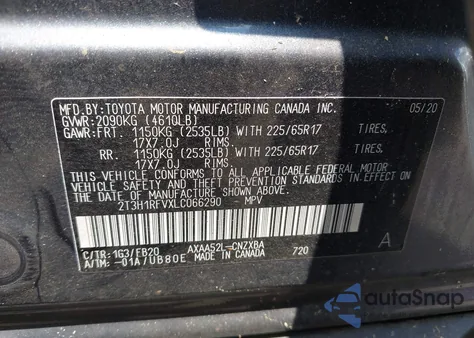 MFD.BY:TOYOTA MOTOR MANUFACTURING CANADA INC. 05/20
GVWR:2090KG (4610LB)
GAWR:FRT. 1150KG (2535LB) WITH 225/65R17 TIRES,
17X7.0J RIMS.
RR. 1150KG (2535LB) WITH 225/65R17 TIRES,
17X7.0J RIMS.
THIS VEHICLE CONFORMS TO ALL APPLICABLE FEDERAL MOTOR
VEHICLE SAFETY AND BUMPER STANDARDS IN EFFECT ON
THE DATE OF MANUFACTURE SHOWN ABOVE.
2T3H1RFVXLC066290 MPV
A
C/TR:1G3/FB20 AXAA52L-CNZXBA
A/TM:-01A/UB80E MADE IN CANADA 720
autoSnap